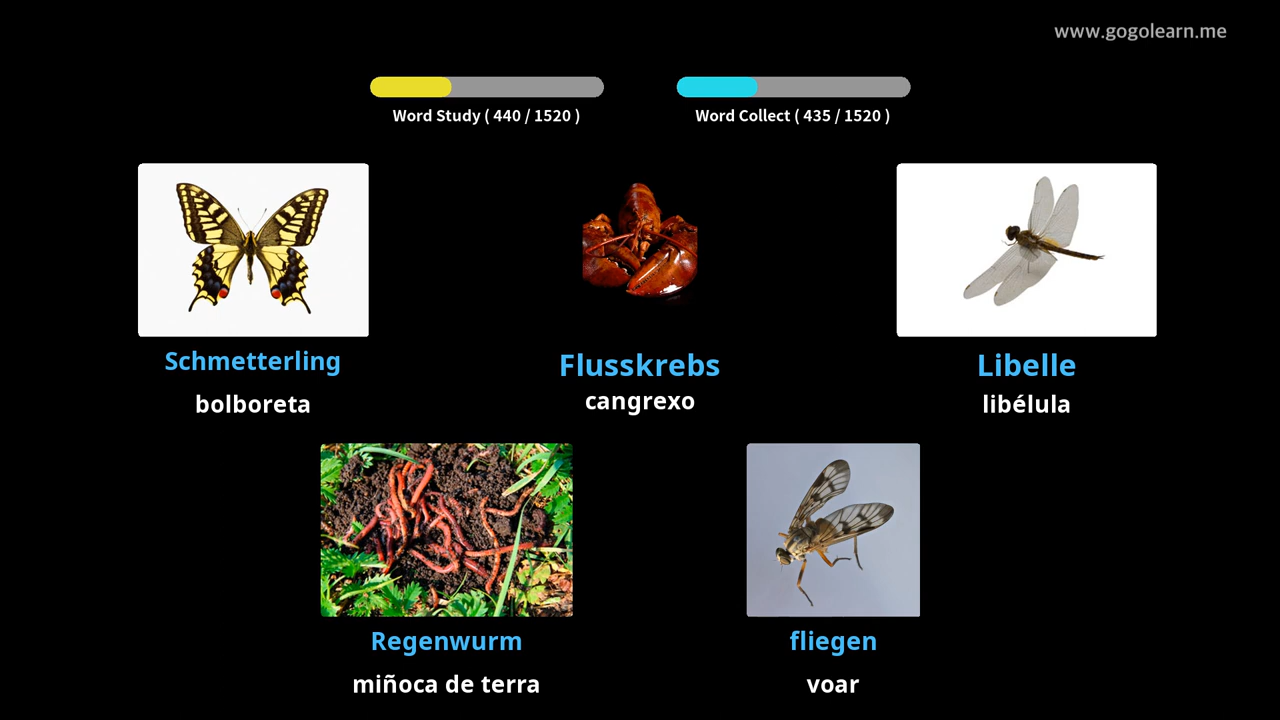 www.gogolearn.me
Word Study ( 440 / 1520 )
Word Collect ( 435 / 1520 )
Schmetterling
bolboreta
Flusskrebs
cangrexo
Libelle
libélula
Regenwurm
miñoca de terra
fliegen
voar